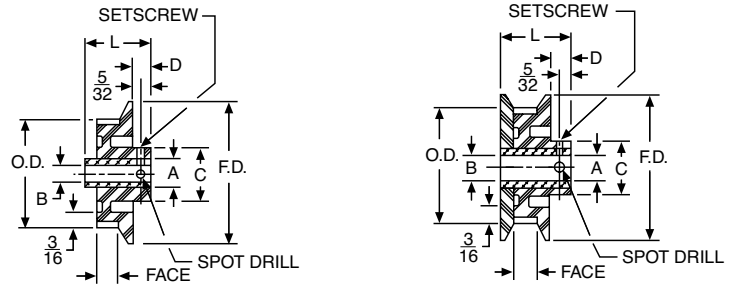 SETSCREW
L
D
5/32
O.D.
B
A
C
F.D.
3/16
FACE
SPOT DRILL
SETSCREW
L
D
5/32
O.D.
B
A
C
F.D.
3/16
FACE
SPOT DRILL